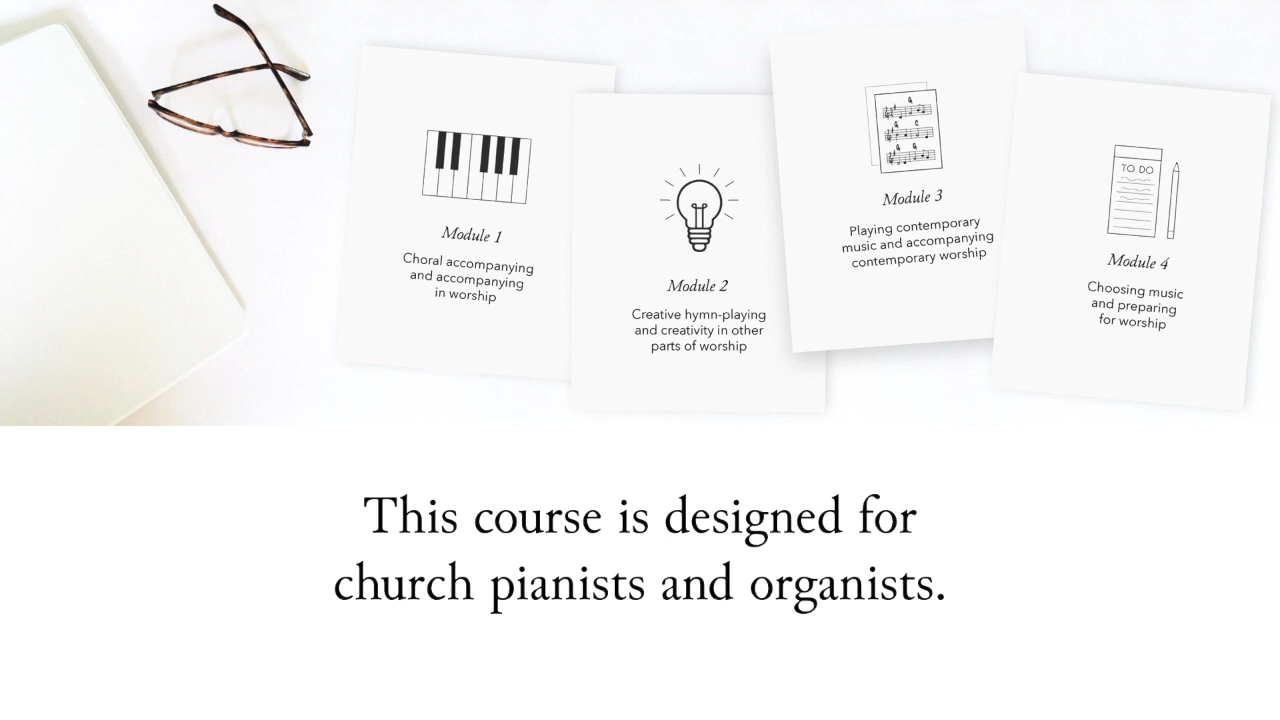 Module 1
Choral accompanying
and accompanying
in worship
Module 2
Creative hymn-playing
and creativity in other
parts of worship
G
G
C
G
G
Module 3
Playing contemporary
music and accompanying
contemporary worship
TO DO
Module 4
Choosing music
and preparing
for worship
This course is designed for
church pianists and organists.